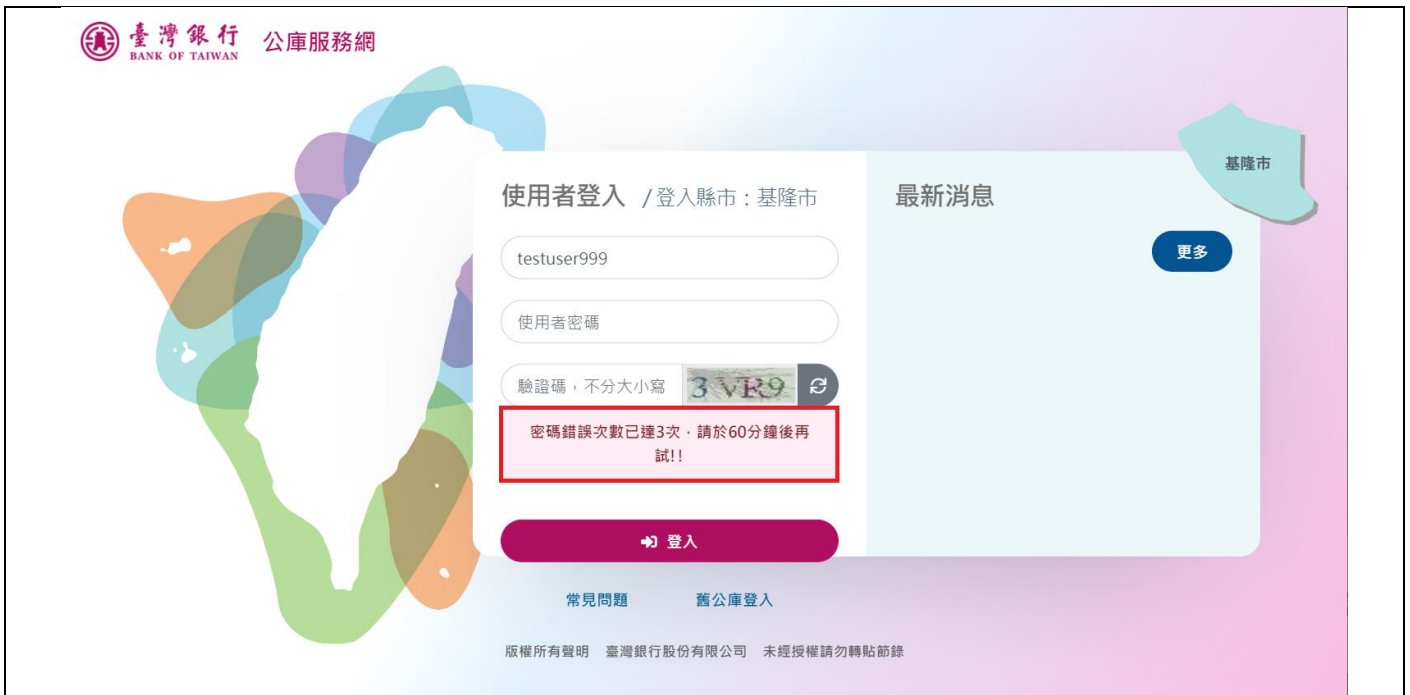 臺灣銀行 公庫服務網
BANK OF TAIWAN
基隆市
使用者登入 /登入縣市：基隆市
testuser999
使用者密碼
驗證碼，不分大小寫 3VR9
密碼錯誤次數已達3次，請於60分鐘後再
試!!
登入
最新消息
更多
常見問題 舊公庫登入
版權所有聲明 臺灣銀行股份有限公司 未經授權請勿轉貼節錄